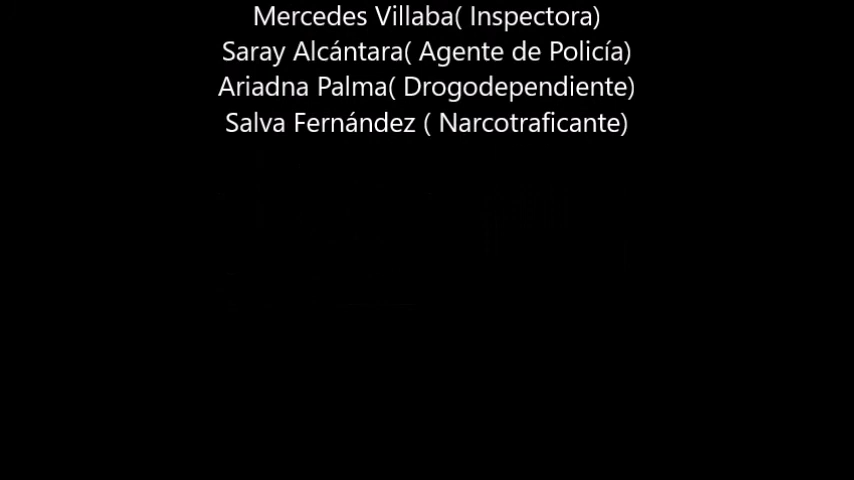 Mercedes Villaba( Inspectora)
Saray Alcántara( Agente de Policía)
Ariadna Palma( Drogodependiente)
Salva Fernández ( Narcotraficante)